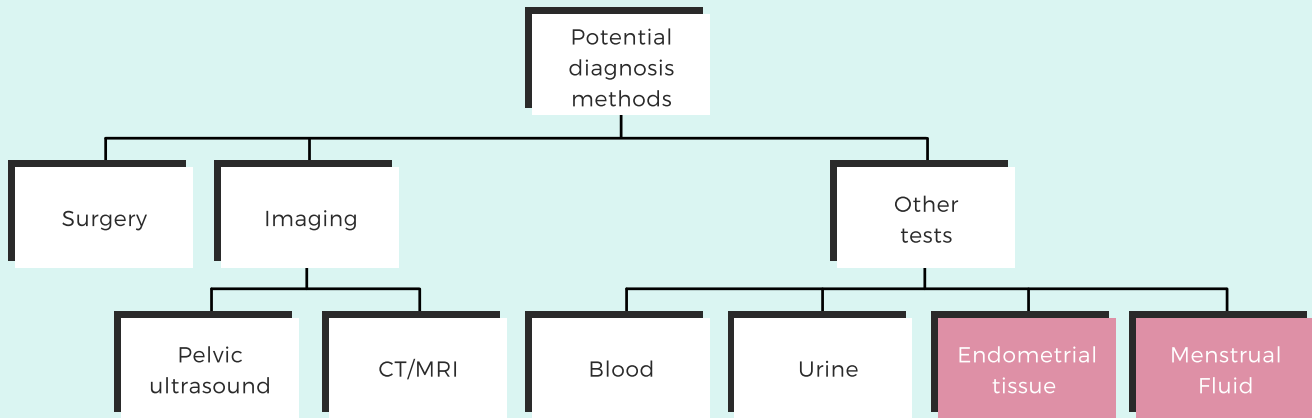 Potential
diagnosis
methods
Surgery
Imaging
Other
tests
Pelvic
ultrasound
CT/MRI
Blood
Urine
Endometrial
tissue
Menstrual
Fluid